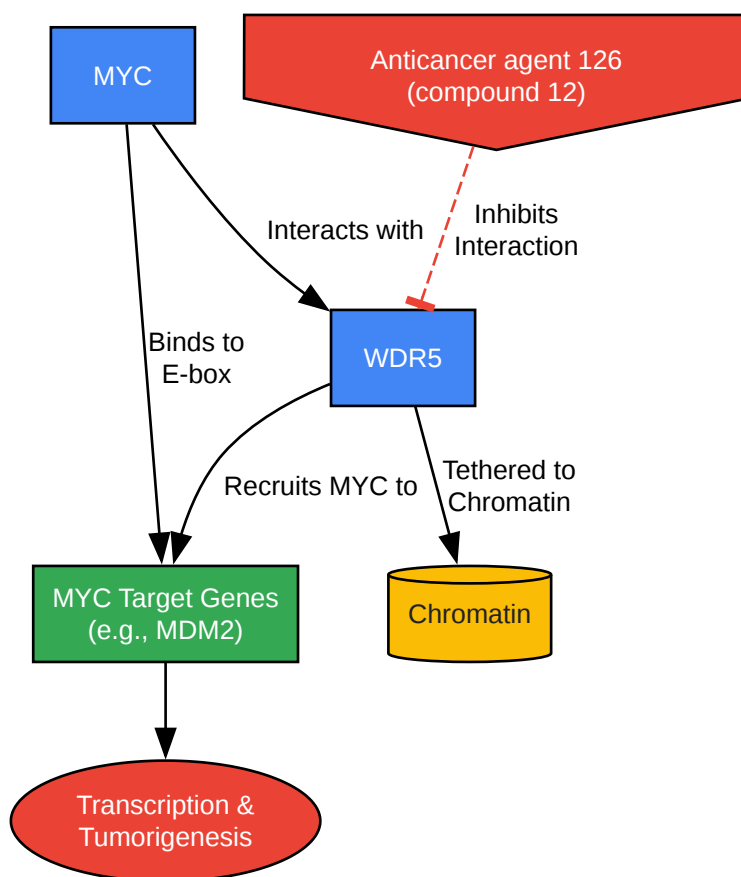 MYC
Anticancer agent 126
(compound 12)
Interacts with
Inhibits
Interaction
Binds to
E-box
WDR5
Recruits MYC to
Tethered to
Chromatin
MYC Target Genes
(e.g., MDM2)
Chromatin
Transcription &
Tumorigenesis